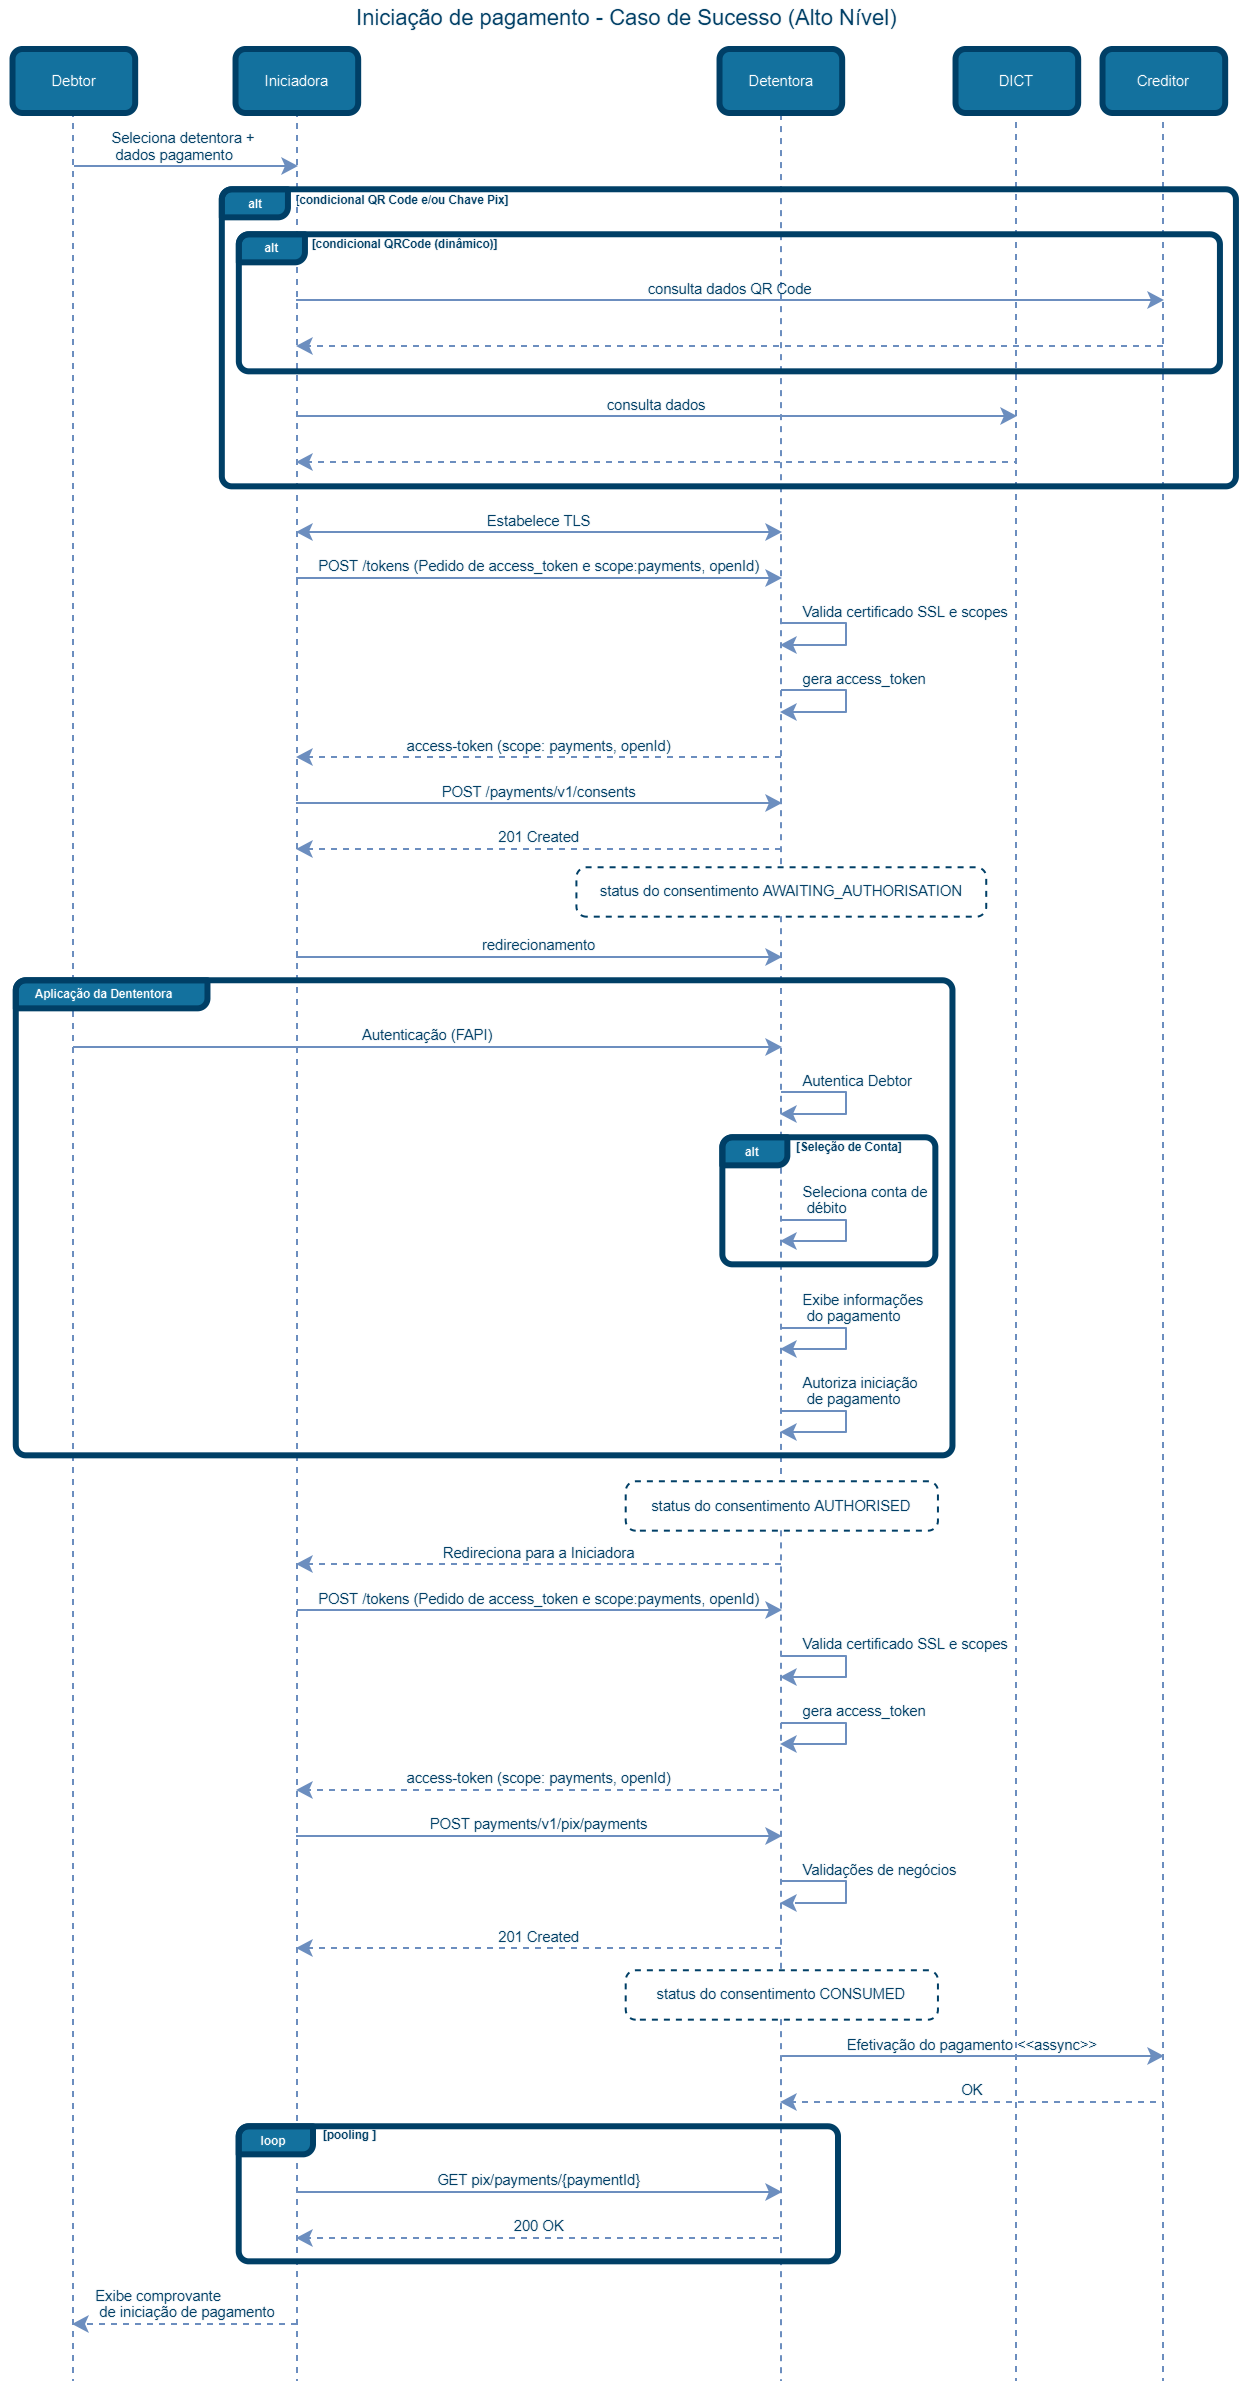 Iniciação de pagamento - Caso de Sucesso (Alto Nível)
Debtor
Iniciadora
Detentora
DICT
Creditor
Seleciona detentora +
dados pagamento
alt
[condicional QR Code e/ou Chave Pix]
alt
[condicional QRCode (dinâmico)]
consulta dados QR Code
consulta dados
Estabelece TLS
POST /tokens (Pedido de access_token e scope:payments, openId)
Valida certificado SSL e scopes
gera access_token
access-token (scope: payments, openId)
POST /payments/v1/consents
201 Created
status do consentimento AWAITING_AUTHORISATION
redirecionamento
Aplicação da Dententora
Autenticação (FAPI)
Autentica Debtor
alt
[Seleção de Conta]
Seleciona conta de
débito
Exibe informações
do pagamento
Autoriza iniciação
de pagamento
status do consentimento AUTHORISED
Redireciona para a Iniciadora
POST /tokens (Pedido de access_token e scope:payments, openId)
Valida certificado SSL e scopes
gera access_token
access-token (scope: payments, openId)
POST payments/v1/pix/payments
Validações de negócios
201 Created
status do consentimento CONSUMED
Efetivação do pagamento <<assync>>
OK
loop
[pooling ]
GET pix/payments/{paymentId}
200 OK
Exibe comprovante
de iniciação de pagamento